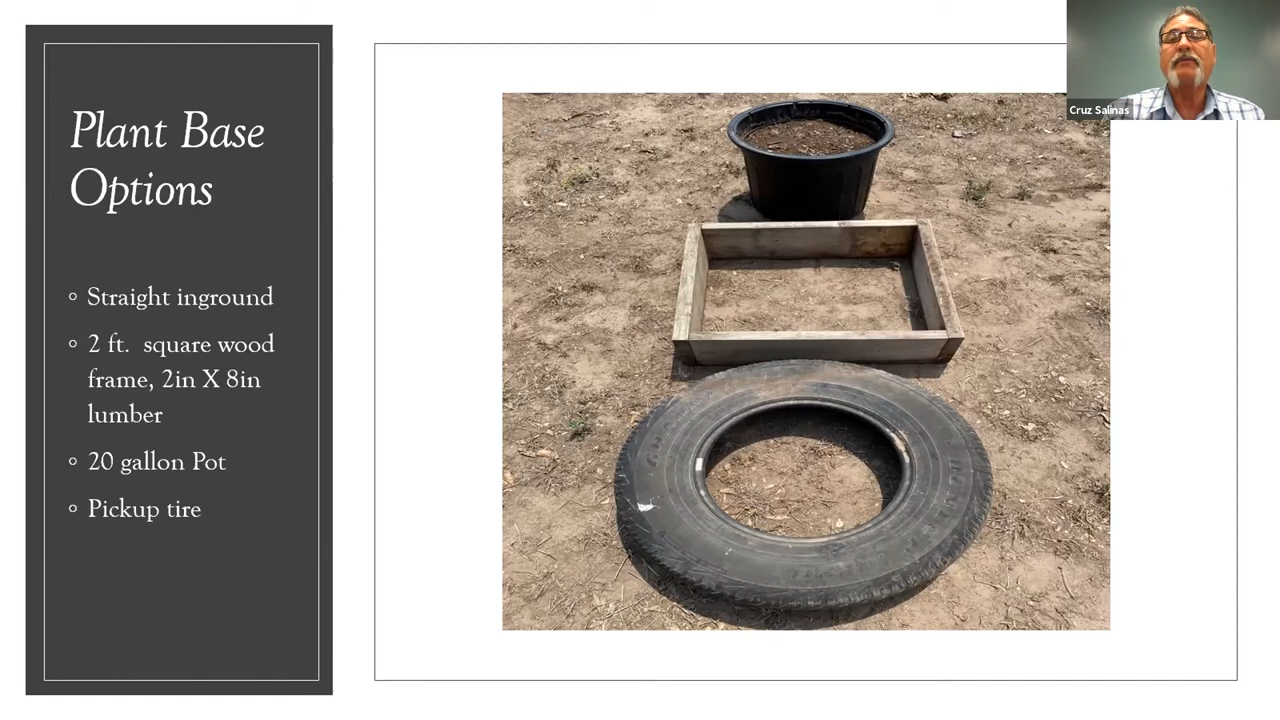 Plant Base
Options
Straight inground
2 ft.  square wood
frame, 2in X 8in
lumber
20 gallon Pot
Pickup tire
Cruz Salinas